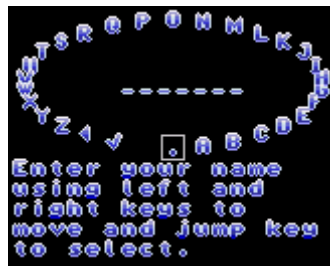 T S R Q P O N M L K J I
U V W X Y Z
H G F E D C B A .
-------
Enter your name
using left and
right keys to
move and jump key
to select.